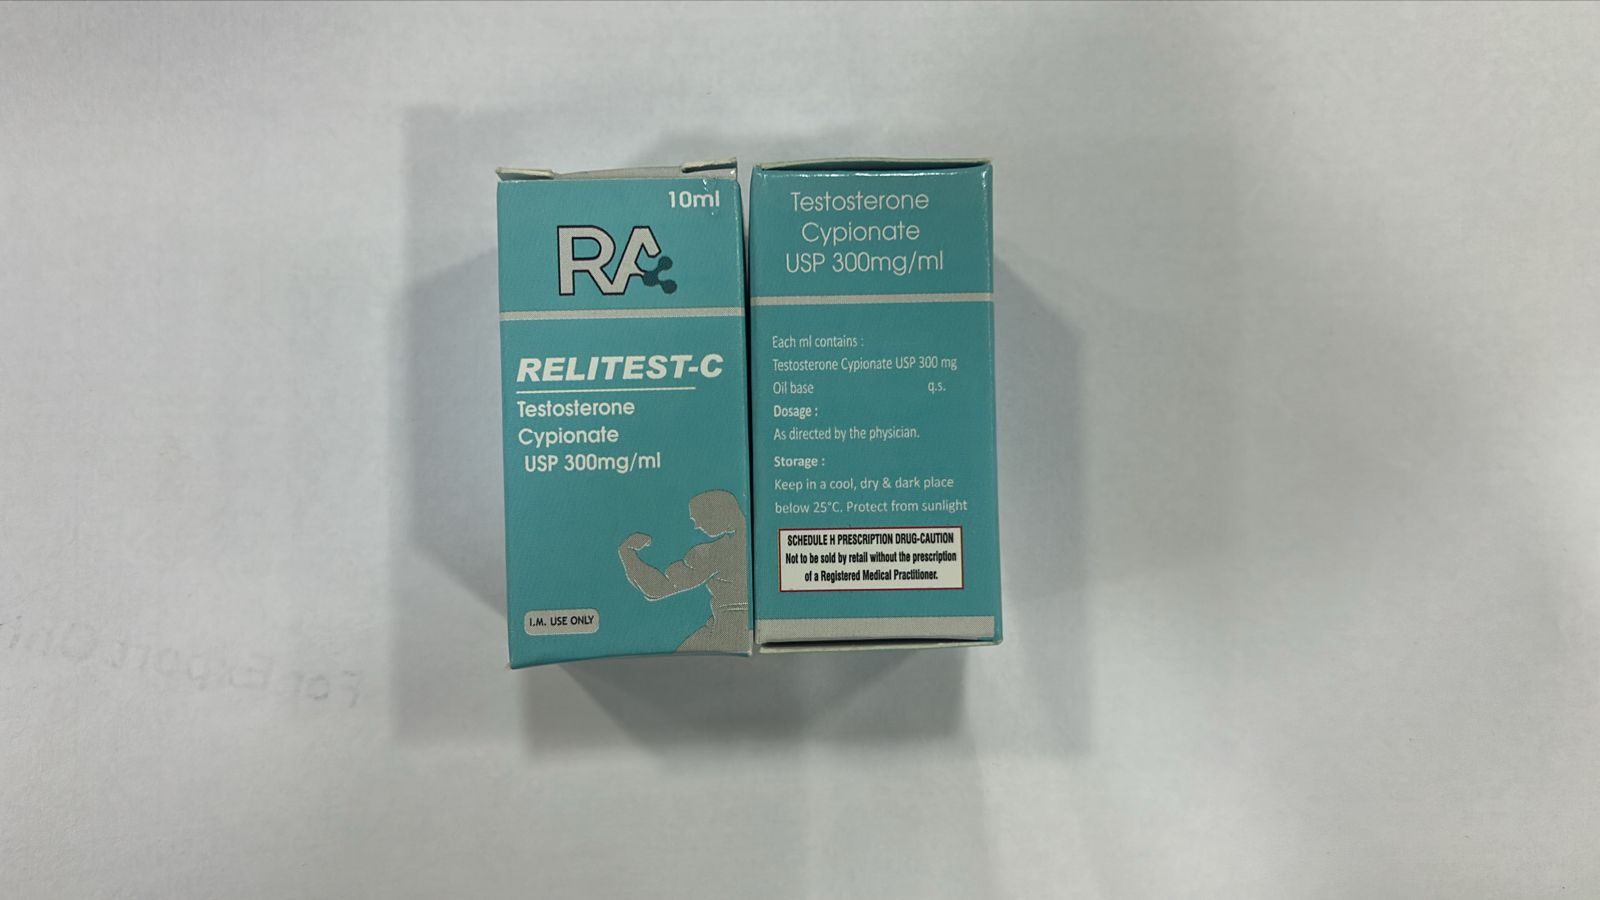 10ml
RA
RELITEST-C
Testosterone
Cypionate
USP 300mg/ml
I.M. USE ONLY
Testosterone
Cypionate
USP 300mg/ml
Each ml contains :
Testosterone Cypionate USP 300 mg
Oil base q.s.
Dosage :
As directed by the physician.
Storage :
Keep in a cool, dry & dark place
below 25°C. Protect from sunlight
SCHEDULE H PRESCRIPTION DRUG-CAUTION
Not to be sold by retail without the prescription
of a Registered Medical Practitioner.
For Export Onl